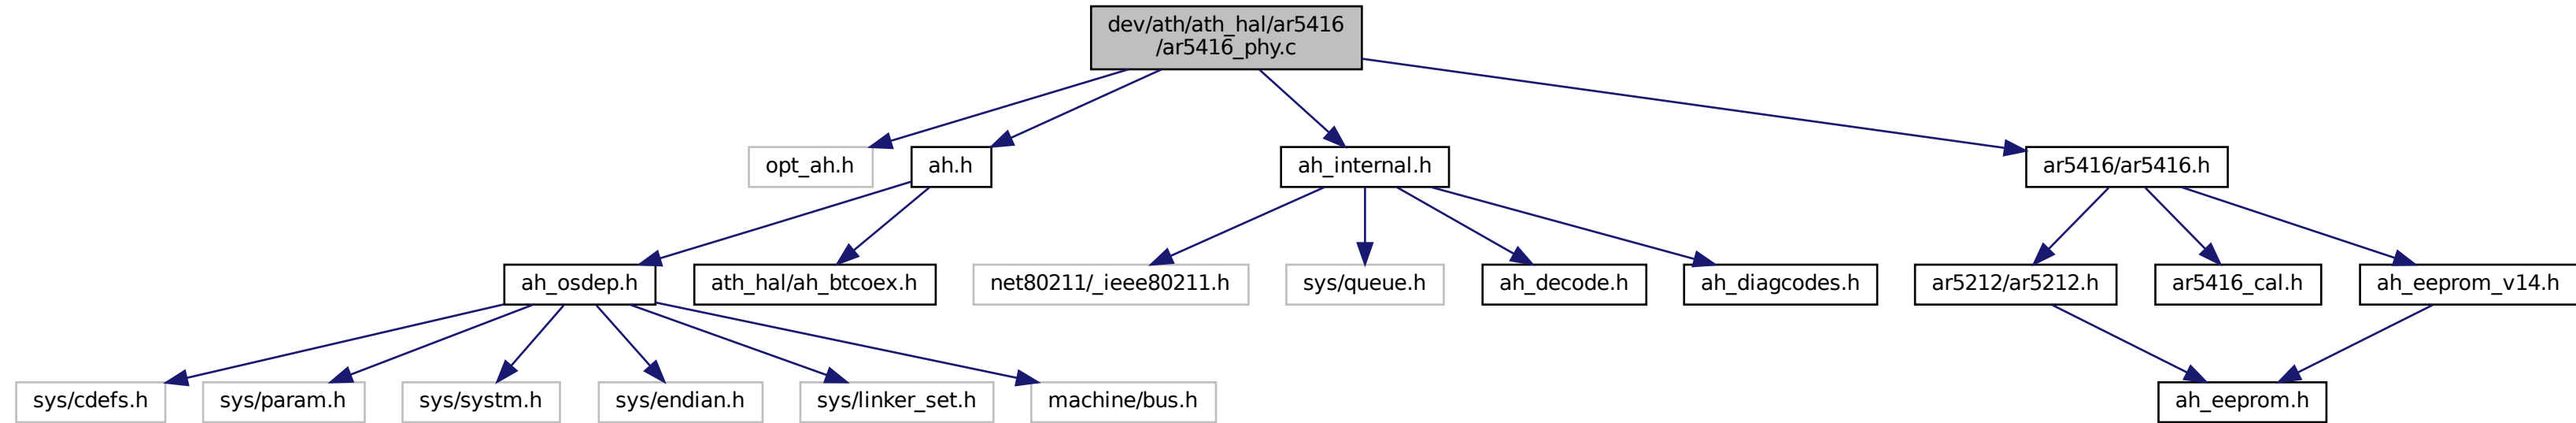 dev/ath/ath_hal/ar5416
/ar5416_phy.c
opt_ah.h
ah.h
ah_internal.h
ar5416/ar5416.h
ah_osdep.h
ath_hal/ah_btcoex.h
net80211/_ieee80211.h
sys/queue.h
ah_decode.h
ah_diagcodes.h
ar5212/ar5212.h
ar5416_cal.h
ah_eeprom_v14.h
sys/cdefs.h
sys/param.h
sys/systm.h
sys/endian.h
sys/linker_set.h
machine/bus.h
ah_eeprom.h